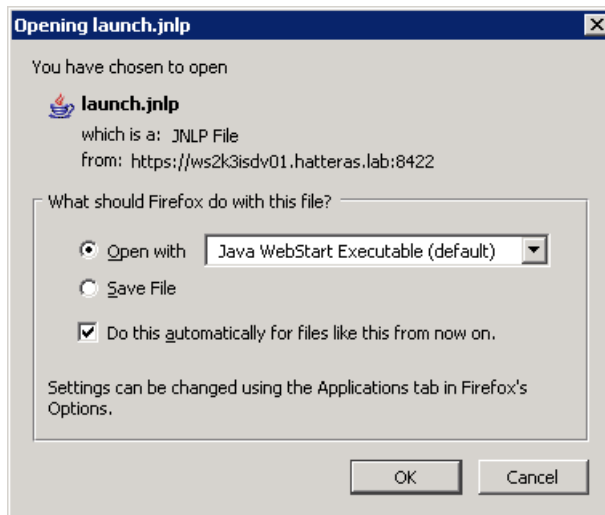 Opening launch.jnlp
You have chosen to open
launch.jnlp
which is a: JNLP File
from: https://ws2k3isdv01.hatteras.lab:8422
What should Firefox do with this file?
Open with Java WebStart Executable (default)
Save File
Do this automatically for files like this from now on.
Settings can be changed using the Applications tab in Firefox's
Options.
OK Cancel